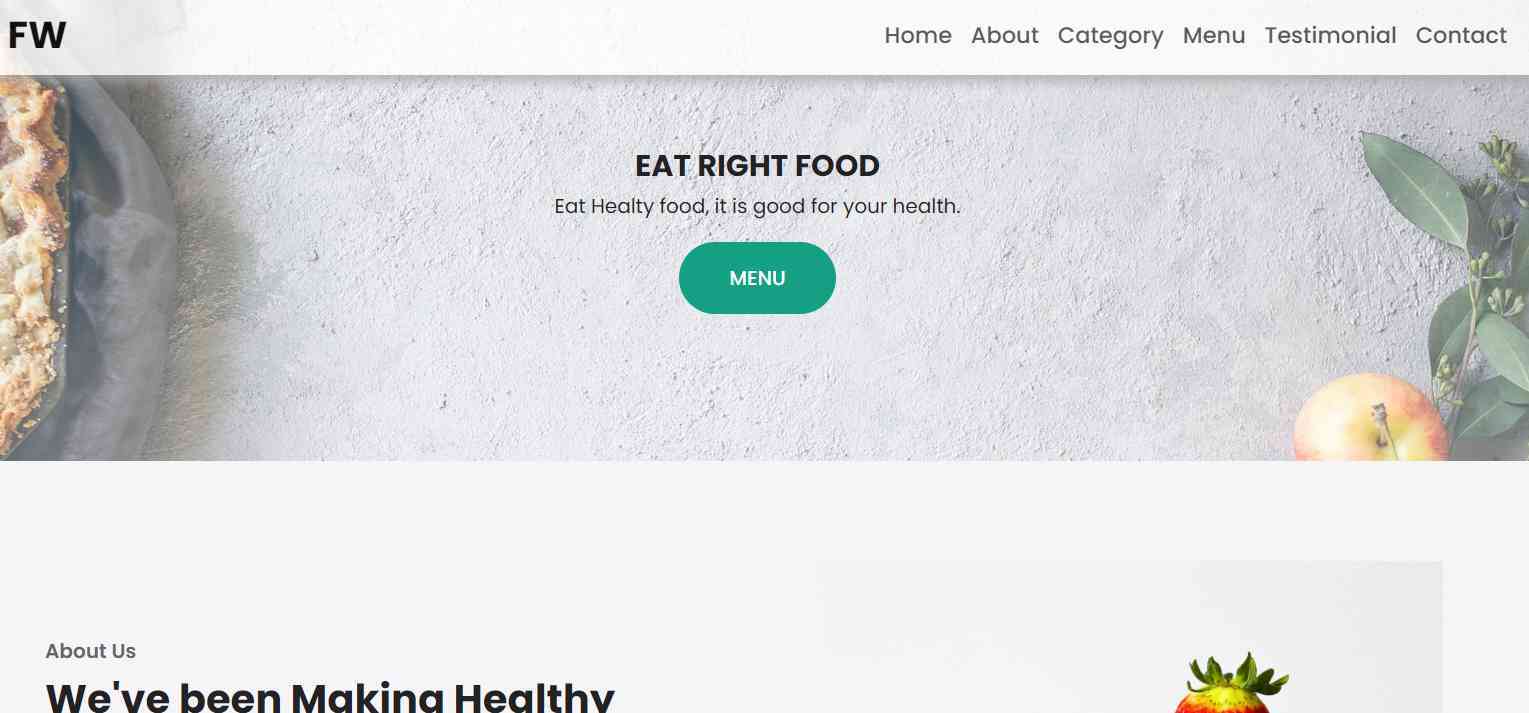 FW
Home About Category Menu Testimonial Contact
EAT RIGHT FOOD
Eat Healty food, it is good for your health.
MENU
About Us
We've been Making Healthy